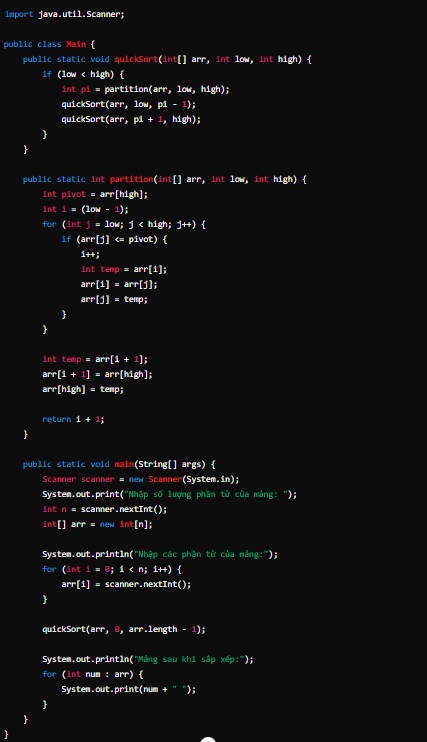 import java.util.Scanner;
public class Main {
public static void quickSort(int[] arr, int low, int high) {
if (low < high) {
int pi = partition(arr, low, high);
quickSort(arr, low, pi - 1);
quickSort(arr, pi + 1, high);
}
}
public static int partition(int[] arr, int low, int high) {
int pivot = arr[high];
int i = (low - 1);
for (int j = low; j < high; j++) {
if (arr[j] <= pivot) {
i++;
int temp = arr[i];
arr[i] = arr[j];
arr[j] = temp;
}
}
int temp = arr[i + 1];
arr[i + 1] = arr[high];
arr[high] = temp;
return i + 1;
}
public static void main(String[] args) {
Scanner scanner = new Scanner(System.in);
System.out.print("Nhập số lượng phần tử của mảng: ");
int n = scanner.nextInt();
int[] arr = new int[n];
System.out.println("Nhập các phần tử của mảng:");
for (int i = 0; i < n; i++) {
arr[i] = scanner.nextInt();
}
quickSort(arr, 0, arr.length - 1);
System.out.println("Mảng sau khi sắp xếp:");
for (int num : arr) {
System.out.print(num + " ");
}
}
}